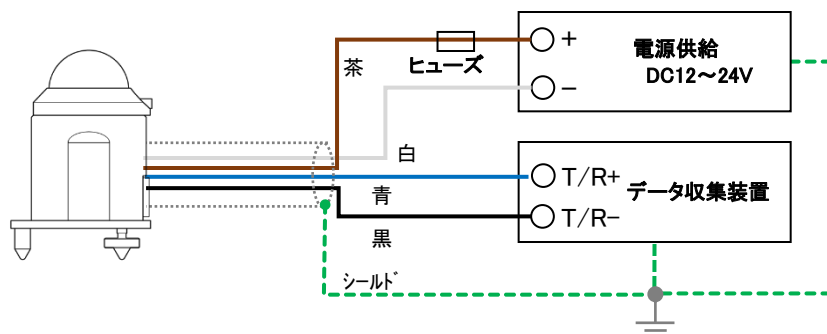 +
電源供給
DC12～24V
ヒューズ
茶
−
白
T/R+
データ収集装置
青
T/R−
黒
シールド